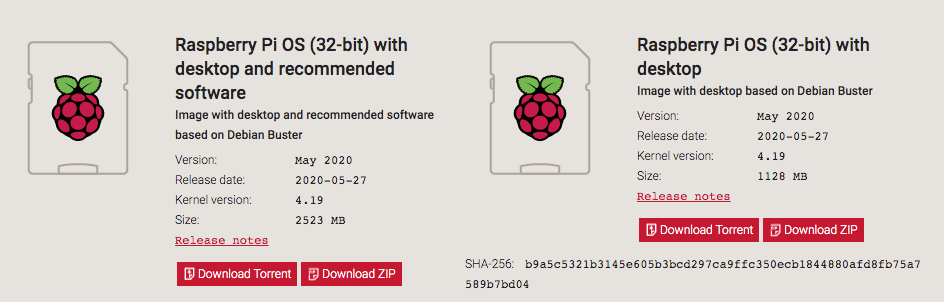 Raspberry Pi OS (32-bit) with
desktop and recommended
software
Image with desktop and recommended software
based on Debian Buster
Version: May 2020
Release date: 2020-05-27
Kernel version: 4.19
Size: 2523 MB
Release notes
Download Torrent Download ZIP
Raspberry Pi OS (32-bit) with
desktop
Image with desktop based on Debian Buster
Version: May 2020
Release date: 2020-05-27
Kernel version: 4.19
Size: 1128 MB
Release notes
Download Torrent Download ZIP
SHA-256: b9a5c5321b3145e605b3bcd297ca9ffc350ecb1844880afd8fb75a7
589b7bd04